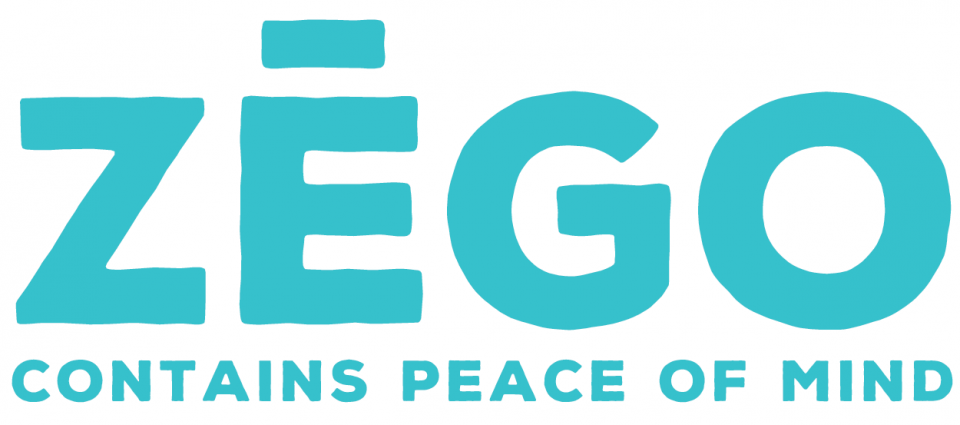 ZĒGO
CONTAINS PEACE OF MIND